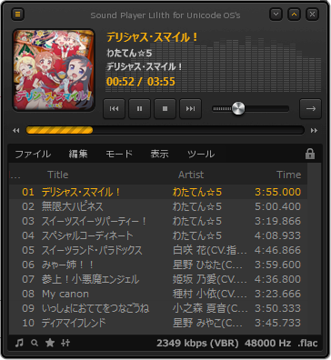 Sound Player Lilith for Unicode OS's
デリシャス・スマイル！
わたてん☆5
デリシャス・スマイル！
00:52 / 03:55
ファイル 編集 モード 表示 ツール
... Title Artist Time
01 デリシャス・スマイル！ わたてん☆5 3:55.000
02 無限大ハピネス わたてん☆5 5:00.400
03 スイーツスイーツパーティー！ わたてん☆5 3:19.866
04 スペシャルコーディネート わたてん☆5 4:08.933
05 スイーツランド・パラドックス 白咲 花(CV.指... 4:46.866
06 みゃー姉！！ 星野 ひなた(C... 3:59.600
07 参上！小悪魔エンジェル 姫坂 乃愛(C... 4:36.800
08 My canon 種村 小依(C... 3:23.666
09 いっしょにおててをつなごうね 小之森 夏音(C... 3:50.333
10 ティアマイフレンド 星野 みやこ(C... 3:45.733
2349 kbps (VBR) 48000 Hz .flac